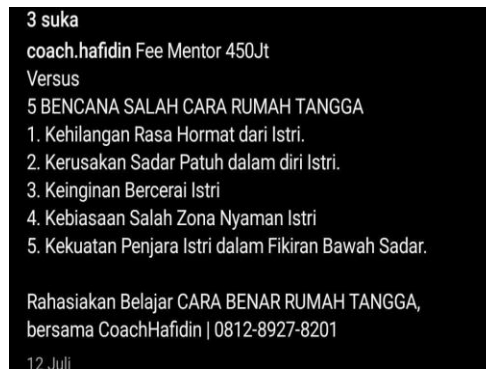 3 suka
coach.hafidin Fee Mentor 450Jt
Versus
5 BENCANA SALAH CARA RUMAH TANGGA
1. Kehilangan Rasa Hormat dari Istri.
2. Kerusakan Sadar Patuh dalam diri Istri.
3. Keinginan Bercerai Istri
4. Kebiasaan Salah Zona Nyaman Istri
5. Kekuatan Penjara Istri dalam Fikiran Bawah Sadar.
Rahasiakan Belajar CARA BENAR RUMAH TANGGA,
bersama CoachHafidin | 0812-8927-8201
12 Juli